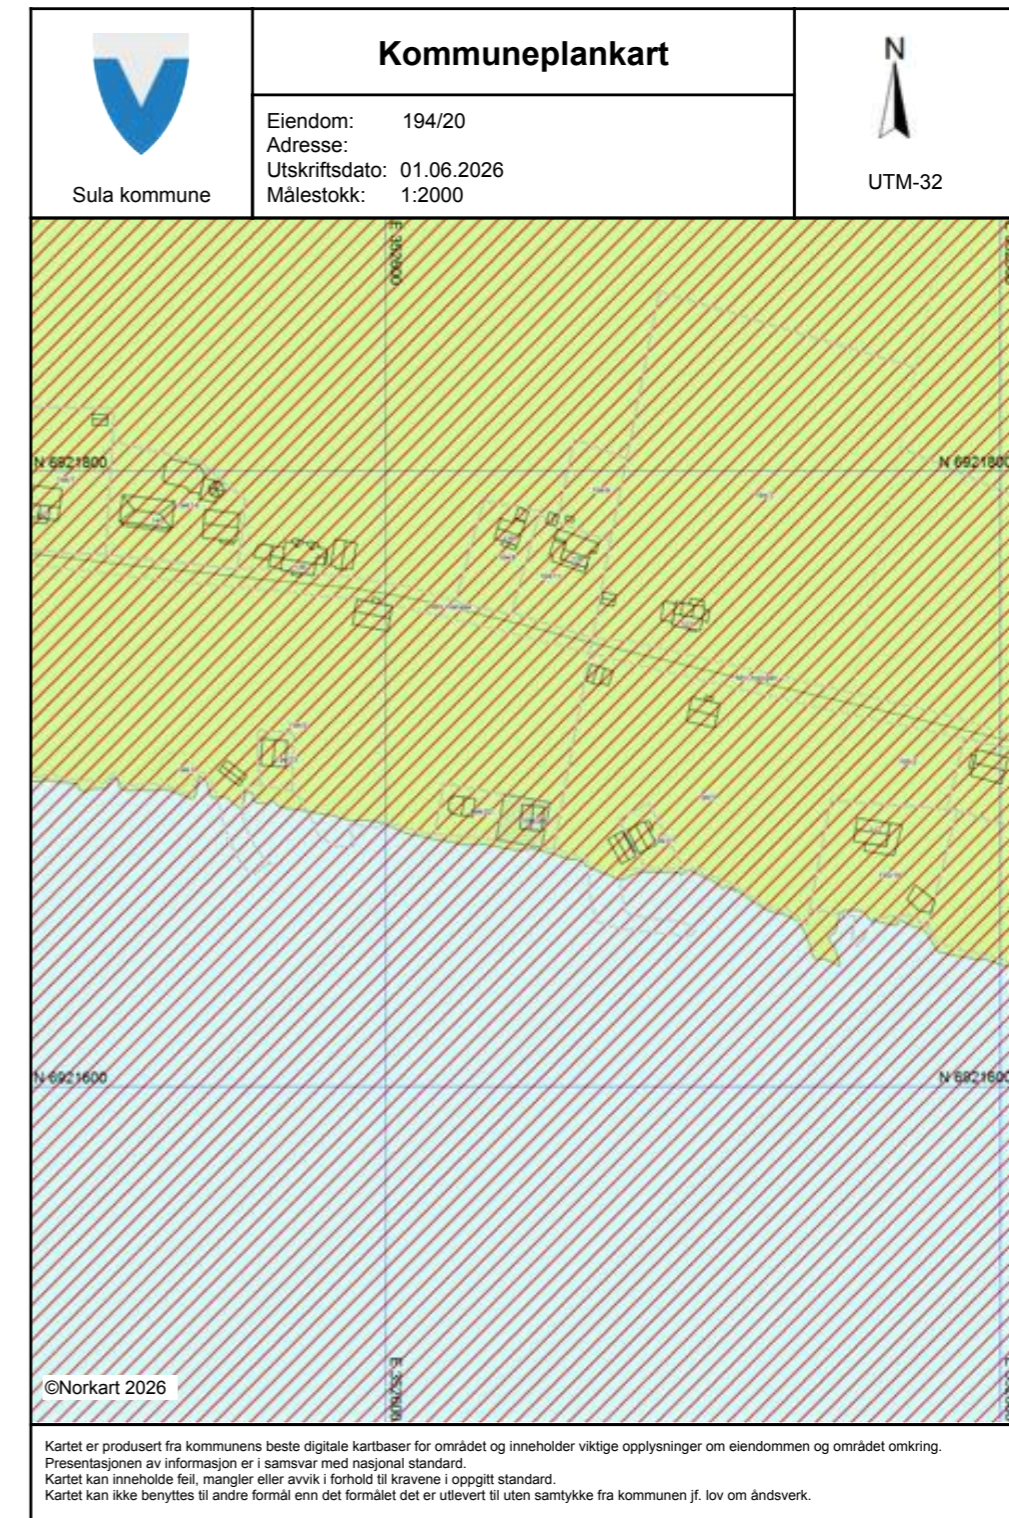 Kommuneplankart
Eiendom: 194/20
Adresse:
Utskriftsdato: 01.06.2026
Målestokk: 1:2000
Sula kommune
N
UTM-32
E 352600
N 6921800
N 6921800
N 6921600
N 6921600
E 352600
©Norkart 2026
Kartet er produsert fra kommunens beste digitale kartbaser for området og inneholder viktige opplysninger om eiendommen og området omkring.
Presentasjonen av informasjon er i samsvar med nasjonal standard.
Kartet kan inneholde feil, mangler eller avvik i forhold til kravene i oppgitt standard.
Kartet kan ikke benyttes til andre formål enn det formålet det er utlevert til uten samtykke fra kommunen jf. lov om åndsverk.